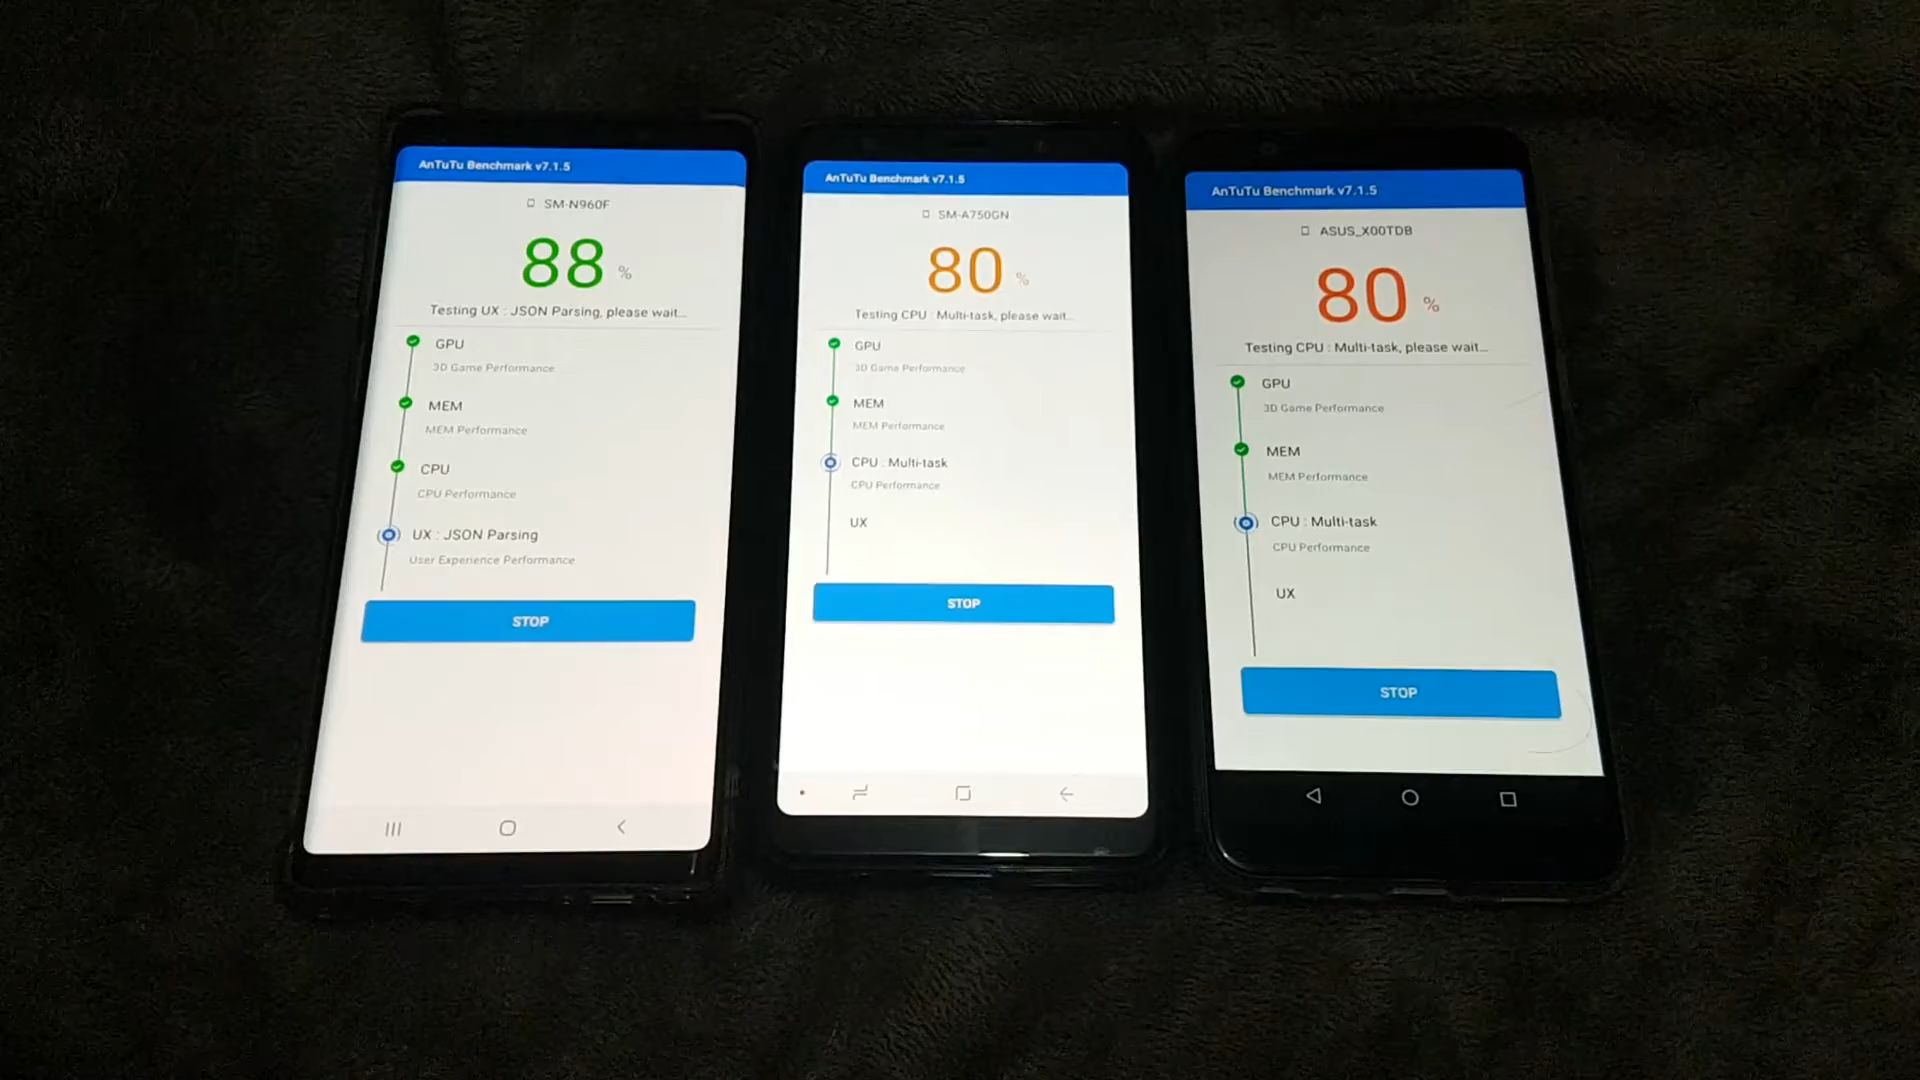 AnTuTu Benchmark v7.1.5
SM-N960F
88 %
Testing UX : JSON Parsing, please wait...
GPU
3D Game Performance
MEM
MEM Performance
CPU
CPU Performance
UX : JSON Parsing
User Experience Performance
STOP
AnTuTu Benchmark v7.1.5
SM-A750GN
80 %
Testing CPU : Multi-task, please wait...
GPU
3D Game Performance
MEM
MEM Performance
CPU : Multi-task
CPU Performance
UX
STOP
AnTuTu Benchmark v7.1.5
ASUS_X00TDB
80 %
Testing CPU : Multi-task, please wait...
GPU
3D Game Performance
MEM
MEM Performance
CPU : Multi-task
CPU Performance
UX
STOP